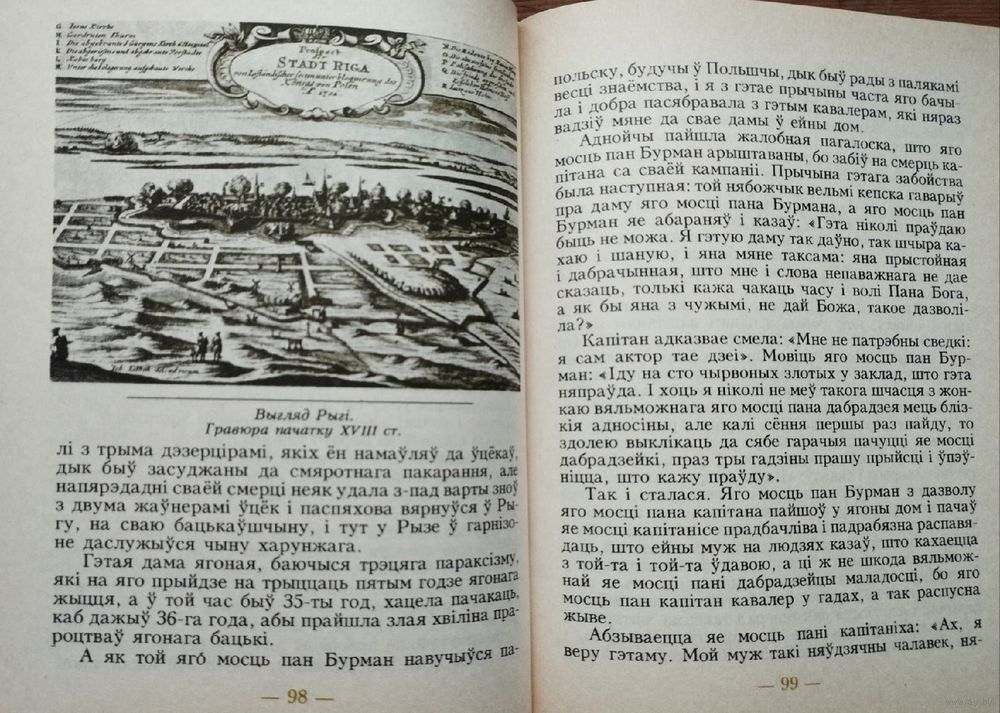 G. Iesus Kirche
H. Gerdruten Thurm
Prospect
der
STADT RIGA
Königs von Polen
Выгляд Рыгі.
Гравюра пачатку XVIII ст.
лі з трыма дэзерцірамі, якіх ён намаўляў да ўцёкаў,
дык быў засуджаны да смяротнага пакарання, але
напярэдадні сваёй смерці неяк удала з-пад варты зноў
з двума жаўнерамі ўцёк і паспяхова вярнуўся ў Ры-
гу, на сваю бацькаўшчыну, і тут у Рызе ў гарнізо-
не даслужыўся чыну харунжага.
Гэтая дама ягоная, баючыся трэцяга параксізму,
які на яго прыйдзе на трыццаць пятым годзе ягонага
жыцця, а ў той час быў 35-ты год, хацела пачакаць,
каб дажыў 36-га года, абы прайшла злая хвіліна пра-
роцтваў ягонага бацькі.
А як той яго мосць пан Бурман навучыўся па-
— 98 —
польску, будучы ў Польшчы, дык быў рады з палякамі
весці знаёмства, і я з гэтае прычыны часта яго бачы-
ла і добра пасябравала з гэтым кавалерам, які няраз
вадзіў мяне да свае дамы ў ейны дом.
Аднойчы пайшла жалобная пагалоска, што яго
мосць пан Бурман арыштаваны, бо забіў на смерць ка-
пітана са сваёй кампаніі. Прычына гэтага забойства
была наступная: той нябожчык вельмі кепска гаварыў
пра даму яго мосці пана Бурмана, а яго мосць пан
Бурман яе абараняў і казаў: «Гэта ніколі праўдаю
быць не можа. Я гэтую даму так даўно, так шчыра ка-
хаю і шаную, і яна мяне таксама: яна прыстойная
і дабрачынная, што мне і слова непаважнага не дае
сказаць, толькі кажа чакаць часу і волі Пана Бога,
а як бы яна з чужымі, не дай Божа, такое дазволі-
ла?»
Капітан адказвае смела: «Мне не патрэбны сведкі:
я сам актор тае дзеі». Мовіць яго мосць пан Бур-
ман: «Іду на сто чырвоных злотых у заклад, што гэта
няпраўда. І хоць я ніколі не меў такога шчасця з жон-
каю вяльможнага яго мосці пана дабрадзея мець бліз-
кія адносіны, але калі сёння першы раз пайду, то
здолею выклікаць да сябе гарачыя пачуцці яе мосці
дабрадзейкі, праз тры гадзіны прашу прыйсці і ўпэў-
ніцца, што кажу праўду».
Так і сталася. Яго мосць пан Бурман з дазволу
яго мосці пана капітана пайшоў у ягоны дом і пачаў
яе мосці капітанісе прадбачліва і падрабязна распавя-
даць, што ейны муж на людзях казаў, што кахаецца
з той-та і той-та ўдавою, а ці ж не шкода вяльмож-
най яе мосці пані дабрадзейцы маладосці, бо яго
мосць пан капітан кавалер у гадах, а так распусна
жыве.
Абзываецца яе мосць пані капітаніха: «Ах, я
веру гэтаму. Мой муж такі няўдзячны чалавек, ня-
— 99 —